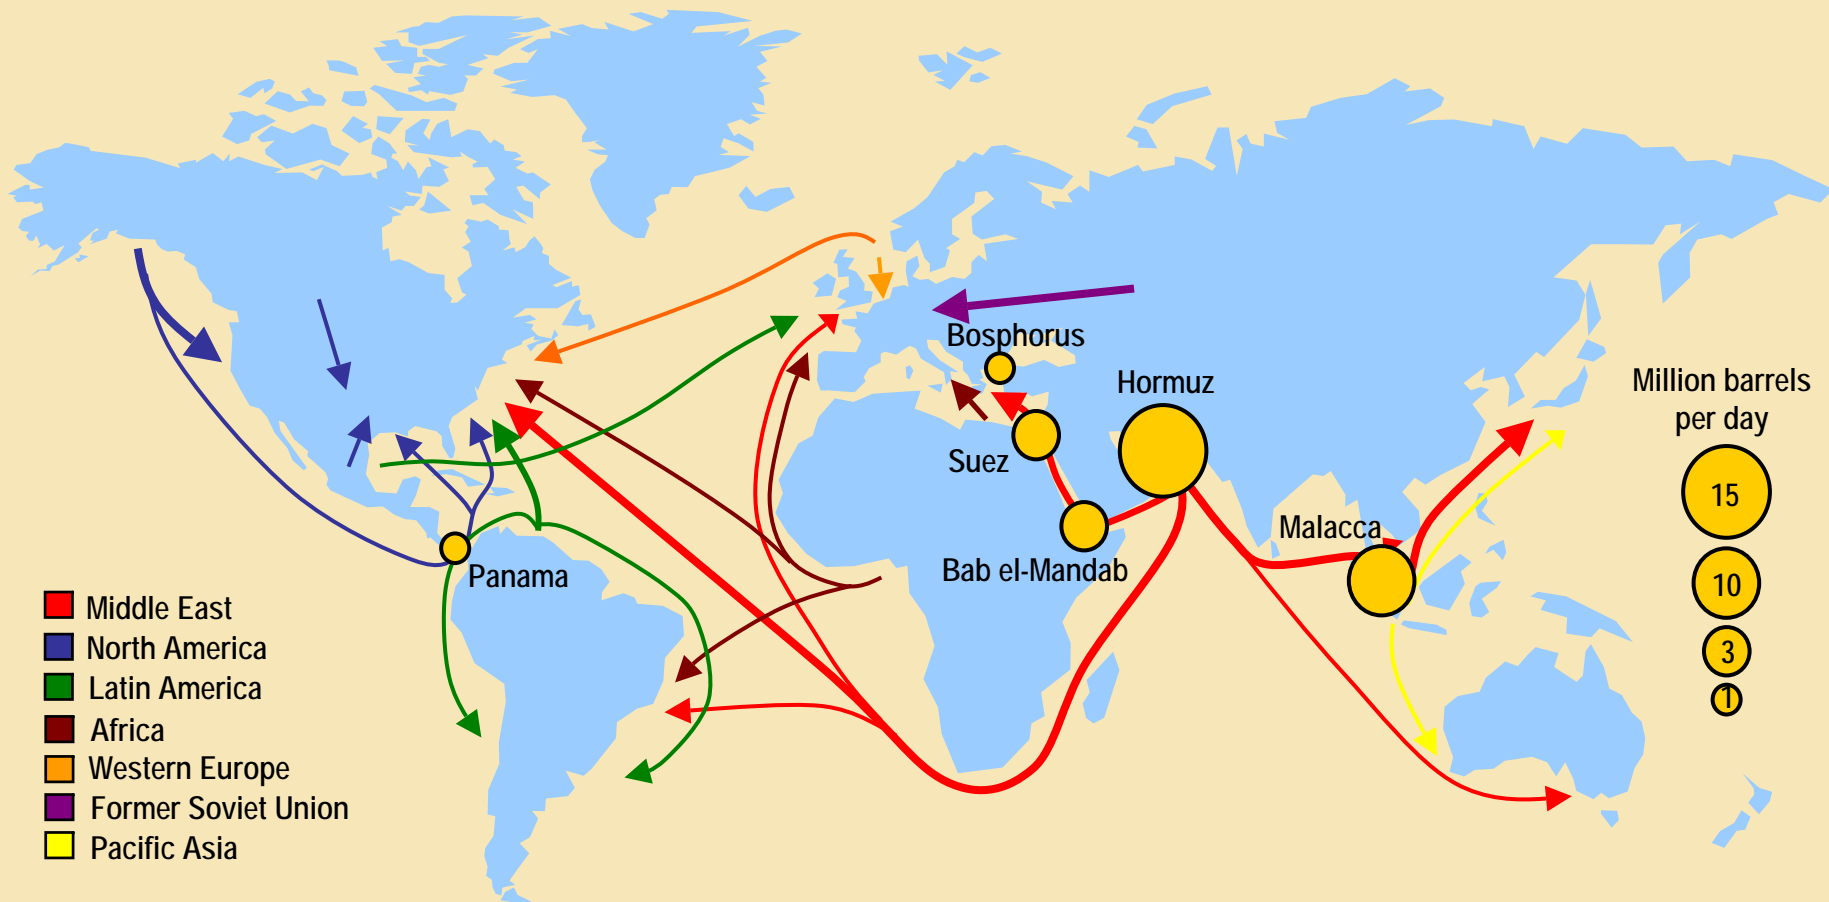 Bosphorus
Hormuz
Suez
Malacca
Bab el-Mandab
Panama
Million barrels
per day
15
10
3
1
Middle East
North America
Latin America
Africa
Western Europe
Former Soviet Union
Pacific Asia